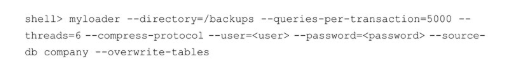 shell> myloader --directory=/backups --queries-per-transaction=5000 --
threads=6 --compress-protocol --user=<user> --password=<password> --source-
db company --overwrite-tables